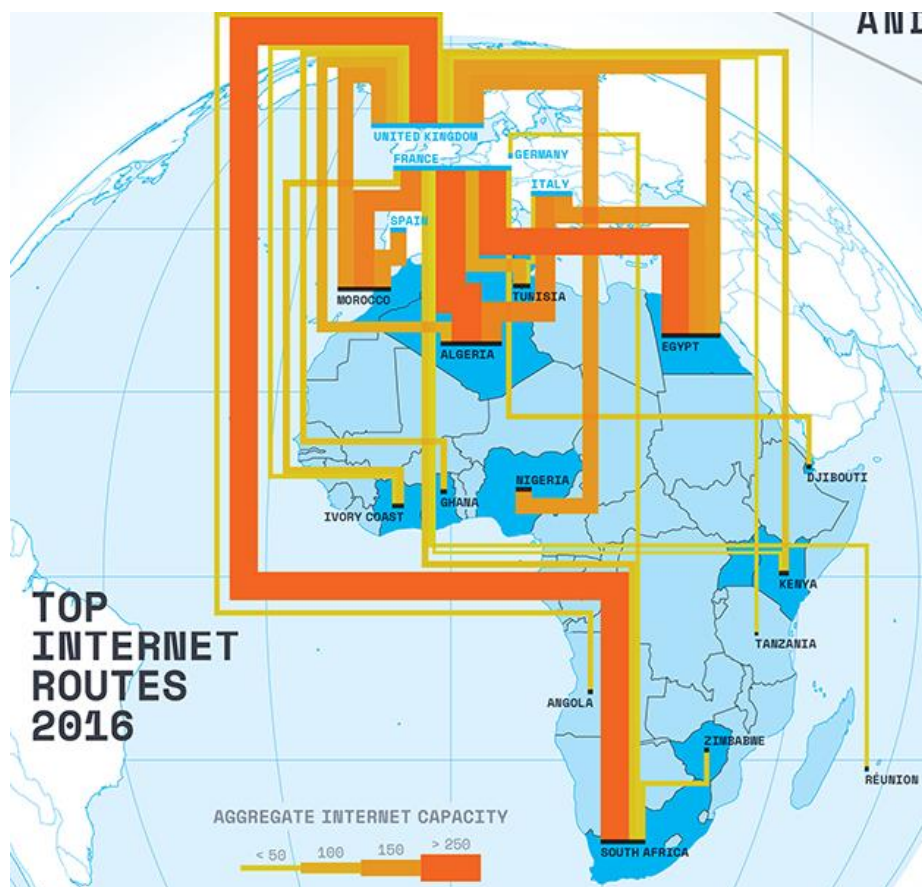 AND
UNITED KINGDOM
FRANCE
GERMANY
ITALY
SPAIN
MOROCCO
TUNISIA
ALGERIA
EGYPT
DJIBOUTI
NIGERIA
GHANA
IVORY COAST
KENYA
TOP
INTERNET
ROUTES
2016
TANZANIA
ANGOLA
ZIMBABWE
RÉUNION
AGGREGATE INTERNET CAPACITY
< 50 100 150 > 250
SOUTH AFRICA